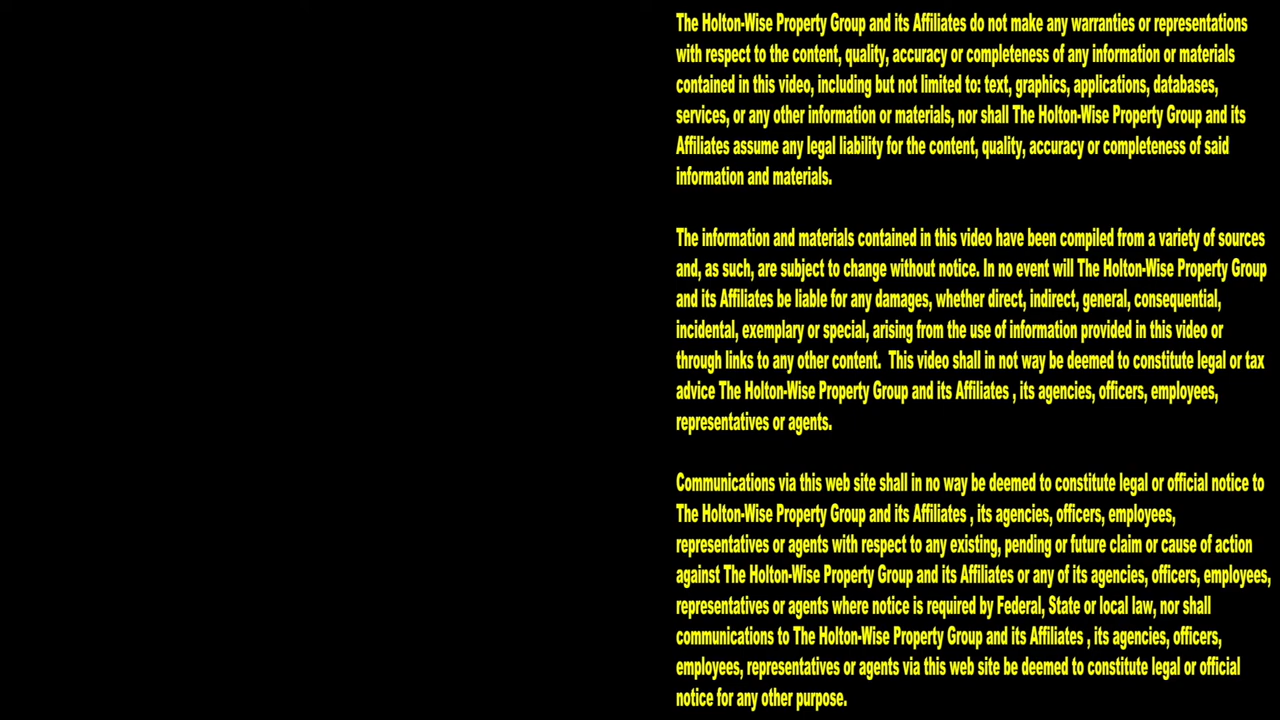 The Holton-Wise Property Group and its Affiliates do not make any warranties or representations
with respect to the content, quality, accuracy or completeness of any information or materials
contained in this video, including but not limited to: text, graphics, applications, databases,
services, or any other information or materials, nor shall The Holton-Wise Property Group and its
Affiliates assume any legal liability for the content, quality, accuracy or completeness of said
information and materials.
The information and materials contained in this video have been compiled from a variety of sources
and, as such, are subject to change without notice. In no event will The Holton-Wise Property Group
and its Affiliates be liable for any damages, whether direct, indirect, general, consequential,
incidental, exemplary or special, arising from the use of information provided in this video or
through links to any other content.  This video shall in not way be deemed to constitute legal or tax
advice The Holton-Wise Property Group and its Affiliates , its agencies, officers, employees,
representatives or agents.
Communications via this web site shall in no way be deemed to constitute legal or official notice to
The Holton-Wise Property Group and its Affiliates , its agencies, officers, employees,
representatives or agents with respect to any existing, pending or future claim or cause of action
against The Holton-Wise Property Group and its Affiliates or any of its agencies, officers, employees,
representatives or agents where notice is required by Federal, State or local law, nor shall
communications to The Holton-Wise Property Group and its Affiliates , its agencies, officers,
employees, representatives or agents via this web site be deemed to constitute legal or official
notice for any other purpose.